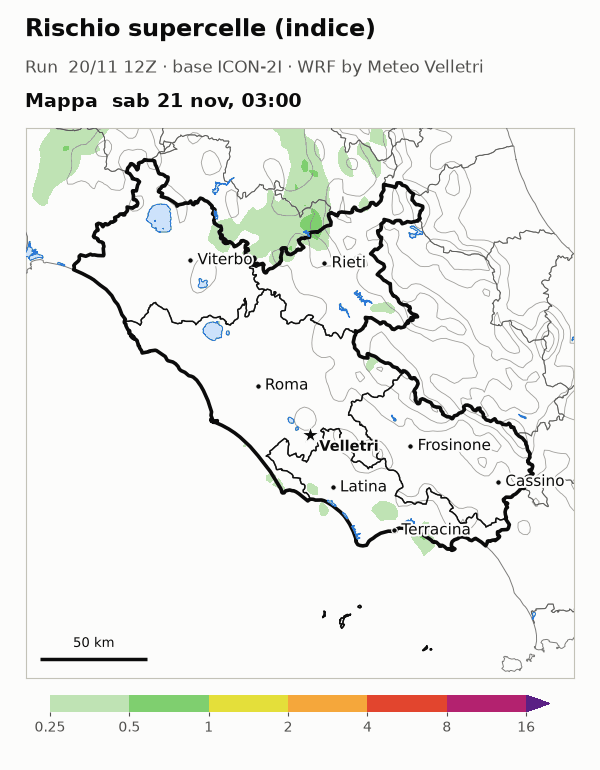 Rischio supercelle (indice)
Run  20/11 12Z · base ICON-2I · WRF by Meteo Velletri
Mappa  sab 21 nov, 03:00
Viterbo
Rieti
Roma
Velletri
Frosinone
Latina
Cassino
Terracina
50 km
0.25 0.5 1 2 4 8 16